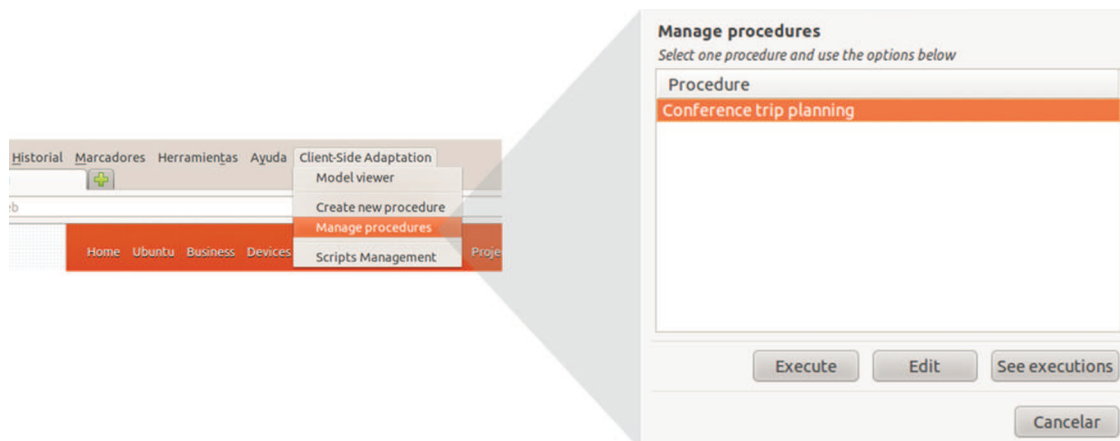 Historial Marcadores Herramientas Ayuda Client-Side Adaptation
Model viewer
Create new procedure
Manage procedures
Scripts Management
Home Ubuntu Business Devices
Manage procedures
Select one procedure and use the options below
Procedure
Conference trip planning
Execute Edit See executions
Cancelar